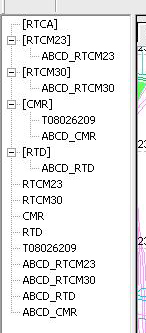 [RTCA]
[RTCM23]
ABCD_RTCM23
[RTCM30]
ABCD_RTCM30
[CMR]
T08026209
ABCD_CMR
[RTD]
ABCD_RTD
RTCM23
RTCM30
CMR
RTD
T08026209
ABCD_RTCM23
ABCD_RTCM30
ABCD_RTD
ABCD_CMR